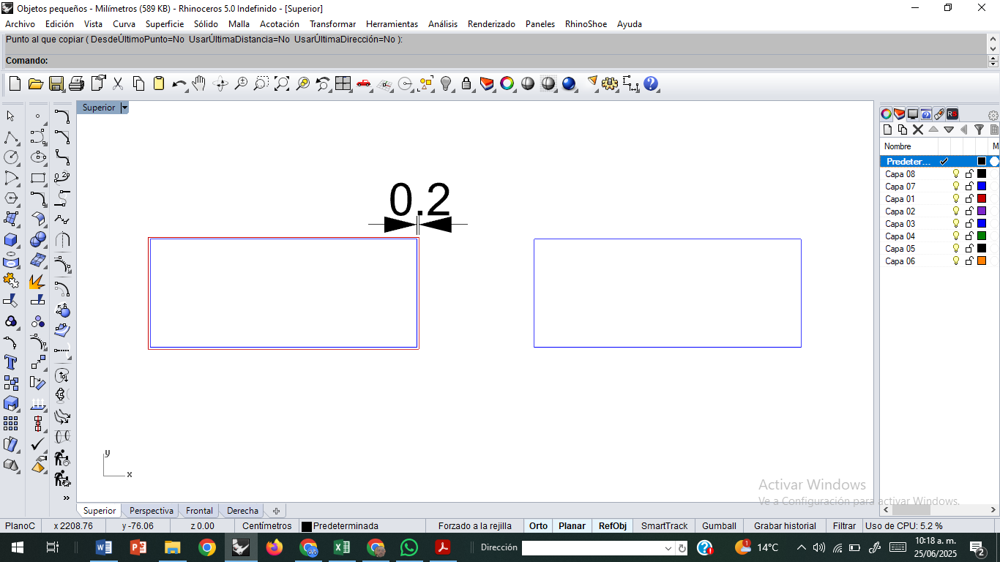 Objetos pequeños - Milímetros (589 KB) - Rhinoceros 5.0 Indefinido - [Superior]
Archivo Edición Vista Curva Superficie Sólido Malla Acotación Transformar Herramientas Análisis Renderizado Paneles RhinoShoe Ayuda
Punto al que copiar ( DesdeÚltimoPunto=No UsarÚltimaDistancia=No UsarÚltimaDirección=No ):
Comando:
Superior
Nombre
M
Predeter...
Capa 08
Capa 07
Capa 01
Capa 02
Capa 03
Capa 04
Capa 05
Capa 06
0.2
y
x
Activar Windows
Ve a Configuración para activar Windows.
Superior Perspectiva Frontal Derecha
PlanoC x 2208.76 y -76.06 z 0.00 Centímetros Predeterminada Forzado a la rejilla Orto Planar RefObj SmartTrack Gumball Grabar historial Filtrar Uso de CPU: 5.2 %
Dirección
1
14°C
10:18 a. m.
25/06/2025
2